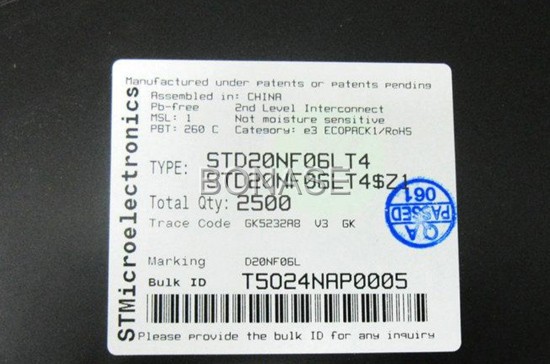 STMicroelectronics
Manufactured under patents or patents pending
Assembled in: CHINA
Pb-free 2nd Level Interconnect
MSL: 1 Not moisture sensitive
PBT: 260 C Category: e3 ECOPACK1/RoHS
TYPE: STD20NF06LT4
STD20NF06LT4$Z1
BONAGE
Total Qty: 2500
Trace Code GK5232A8 V3 GK
QA
PASSED
061
Marking D20NF06L
Bulk ID T5024NAP0005
Please provide the bulk ID for any inquiry